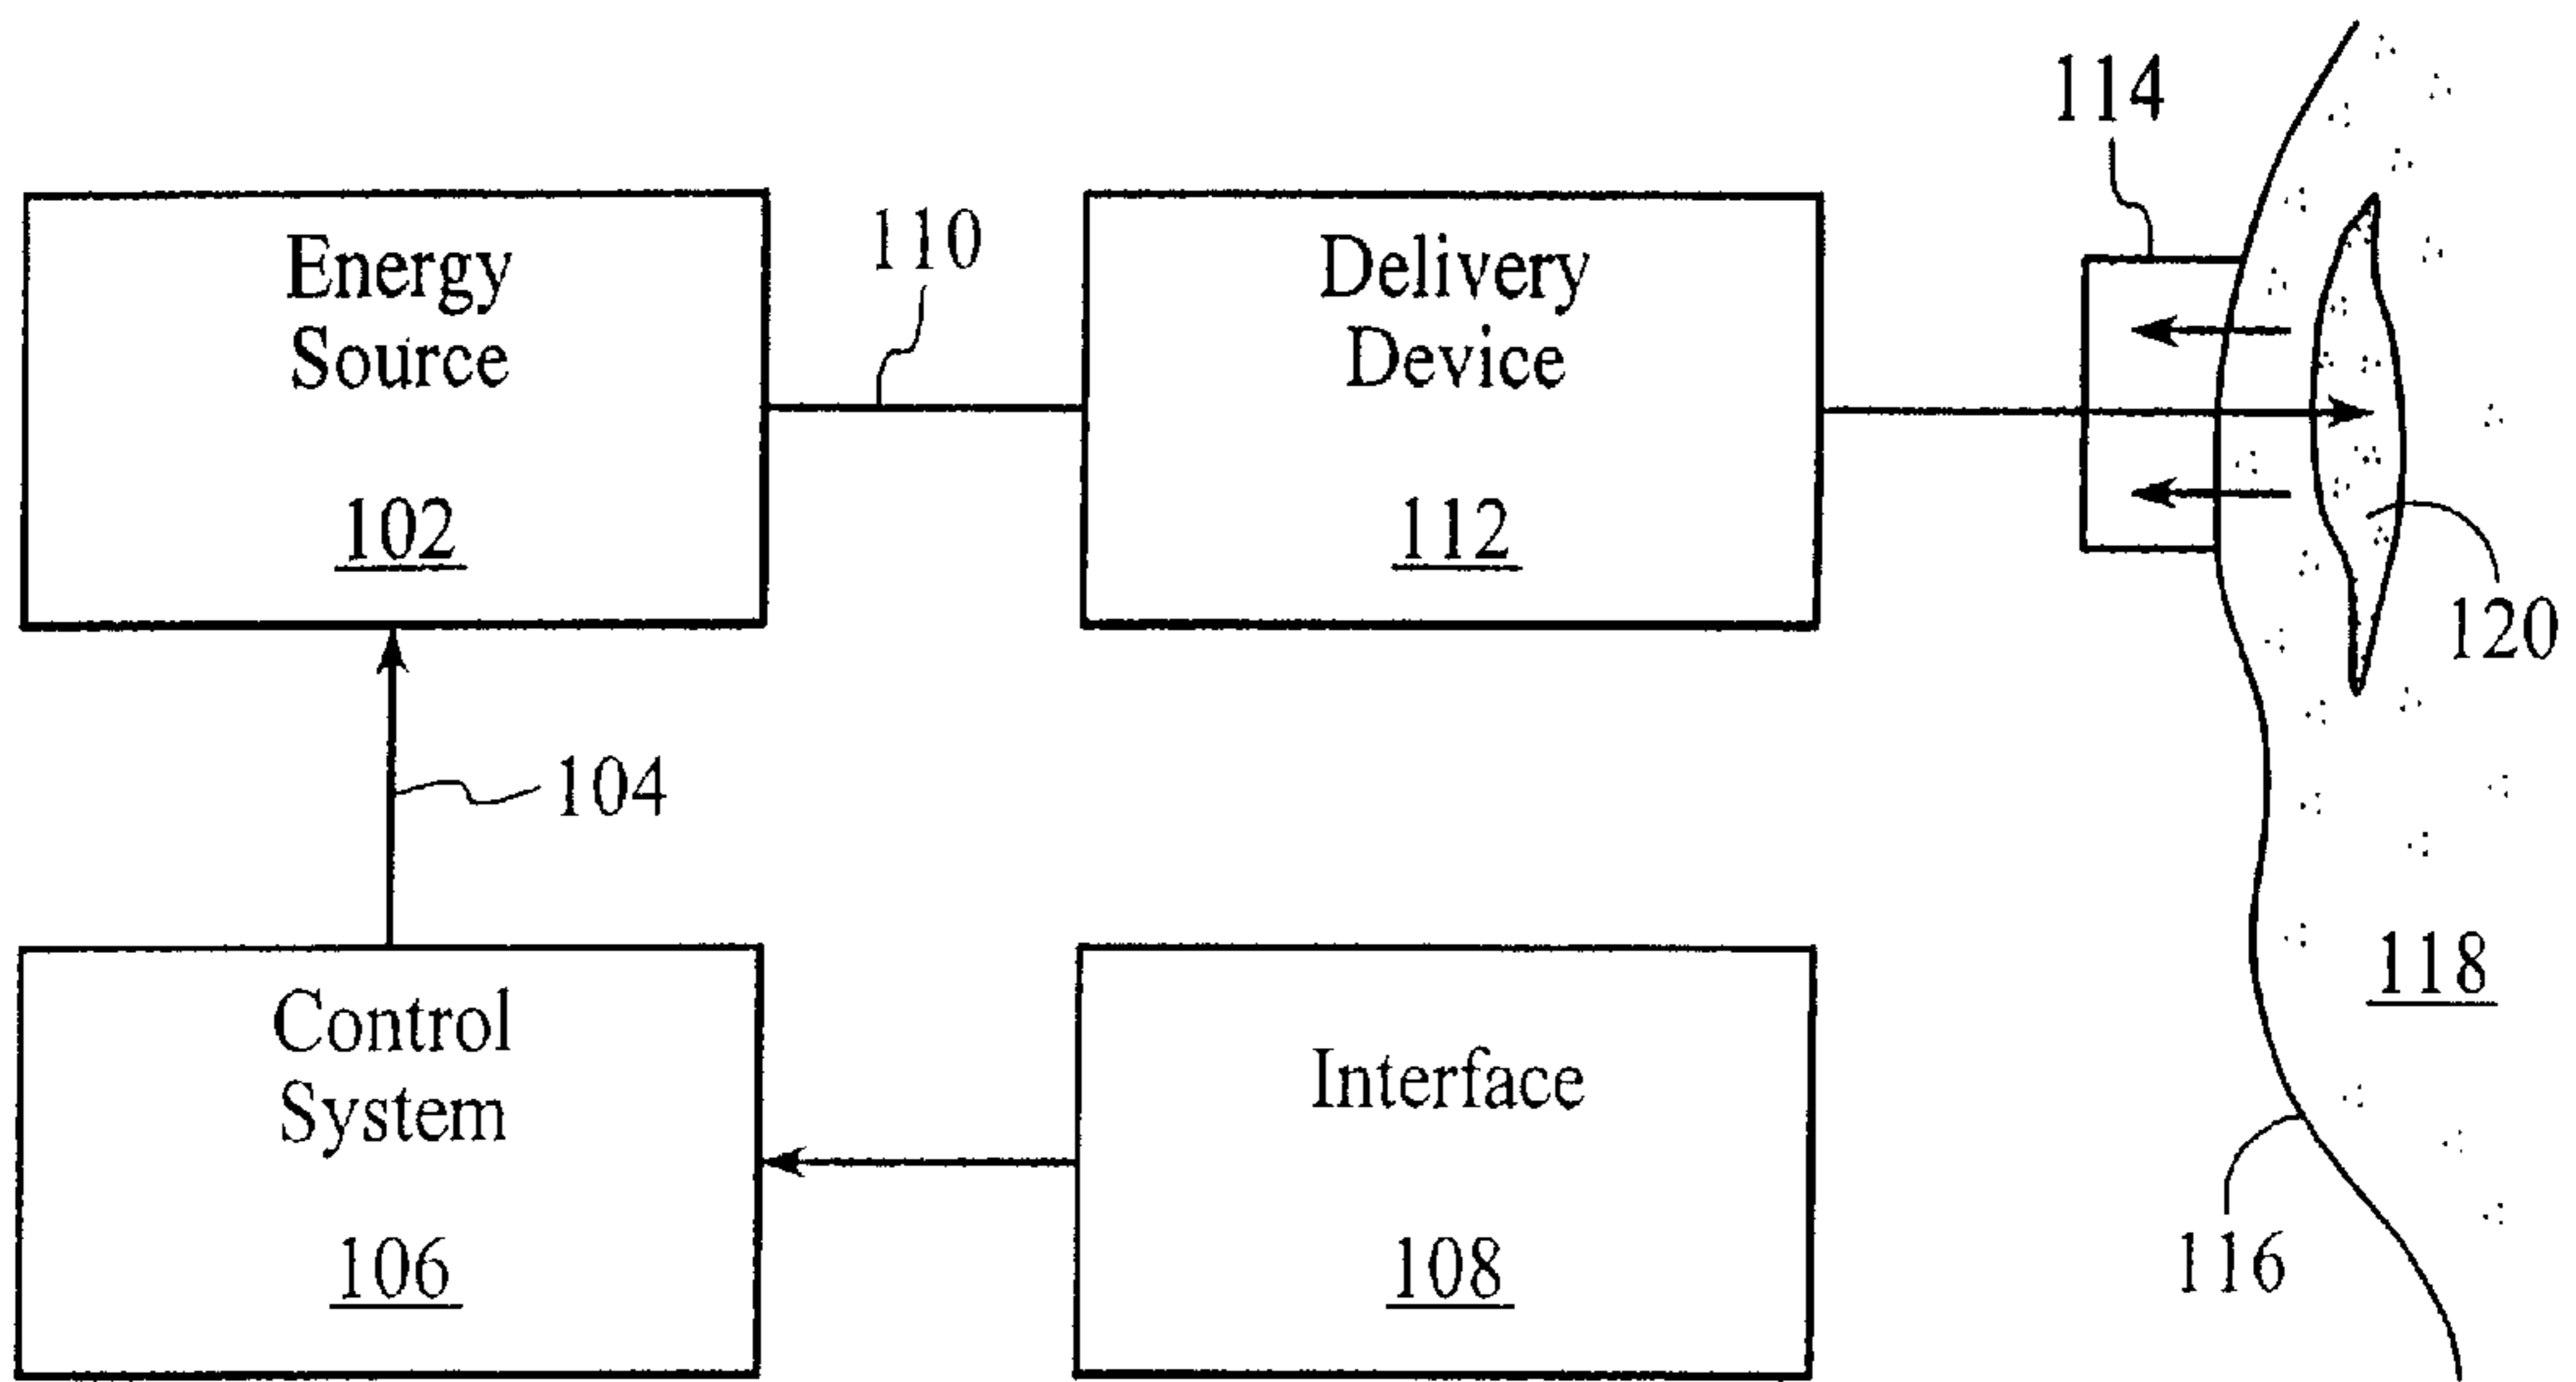 114
Energy
Source
102
110
Delivery
Device
112
120
104
Control
System
106
Interface
108
118
116